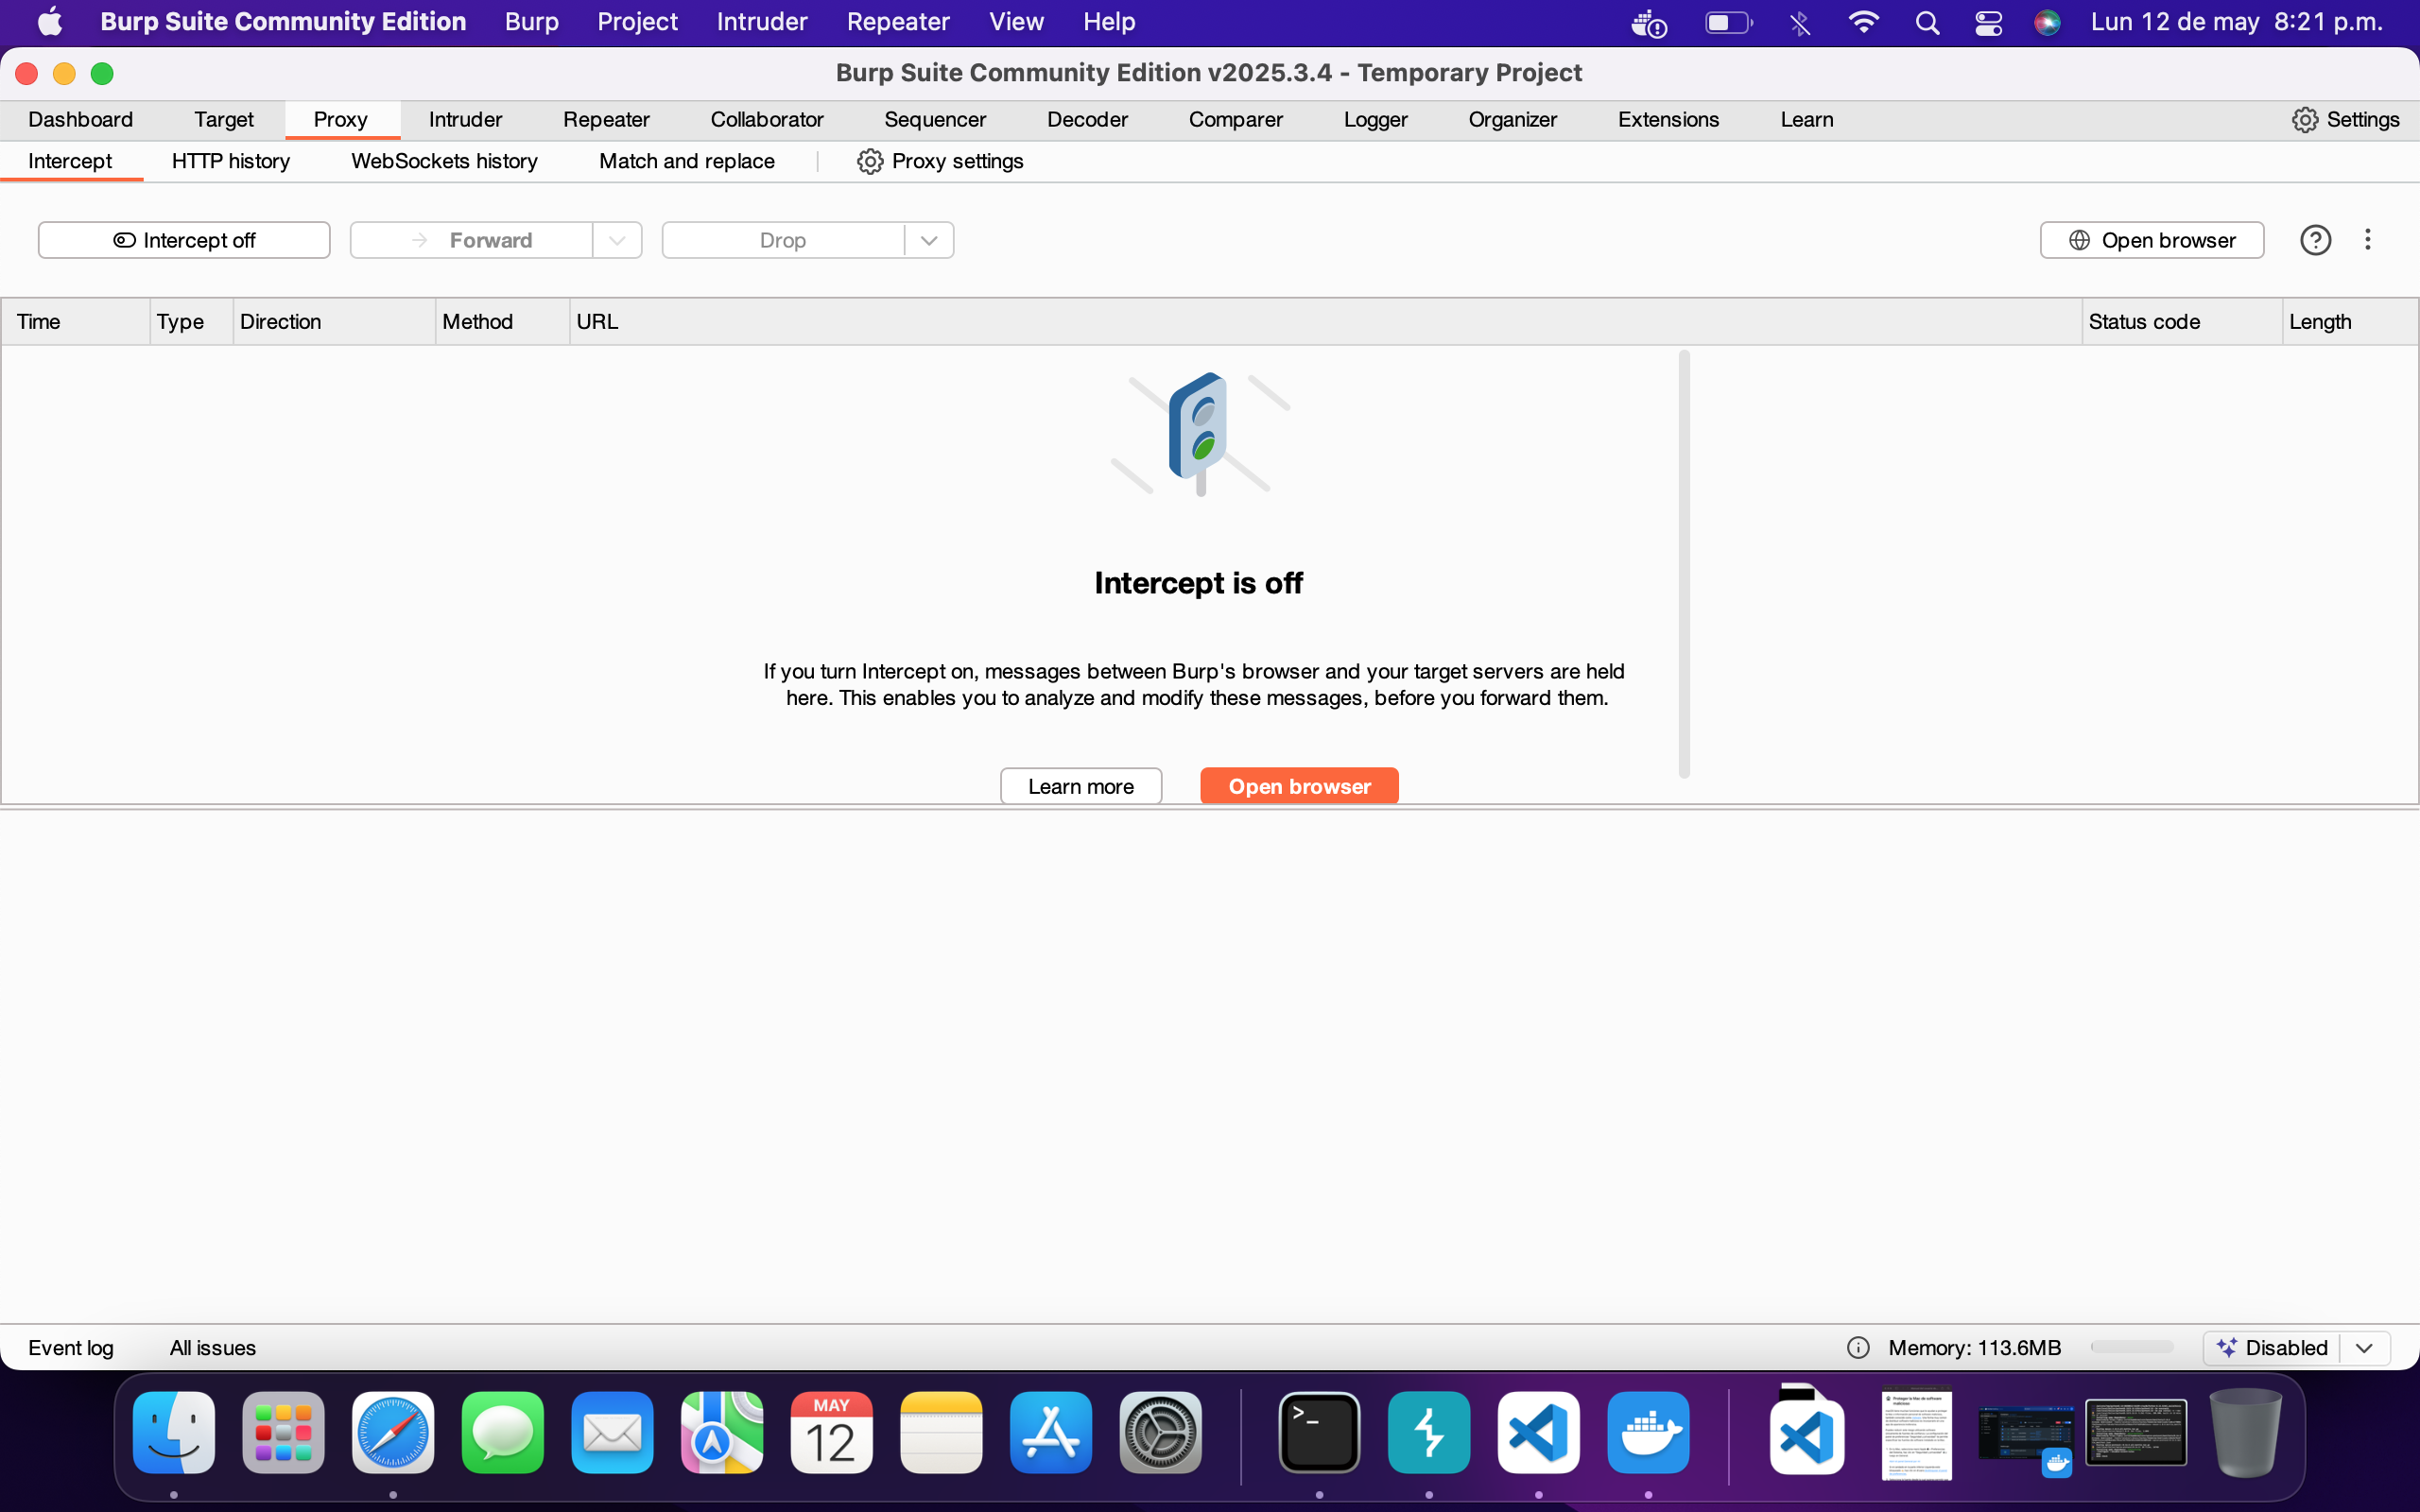 Burp Suite Community Edition Burp Project Intruder Repeater View Help Lun 12 de may 8:21 p.m.
Burp Suite Community Edition v2025.3.4 - Temporary Project
Dashboard Target Proxy Intruder Repeater Collaborator Sequencer Decoder Comparer Logger Organizer Extensions Learn Settings
Intercept HTTP history WebSockets history Match and replace Proxy settings
Intercept off Forward Drop Open browser
Time Type Direction Method URL Status code Length
Intercept is off
If you turn Intercept on, messages between Burp's browser and your target servers are held
here. This enables you to analyze and modify these messages, before you forward them.
Learn more Open browser
Event log All issues Memory: 113.6MB Disabled
MAY
12